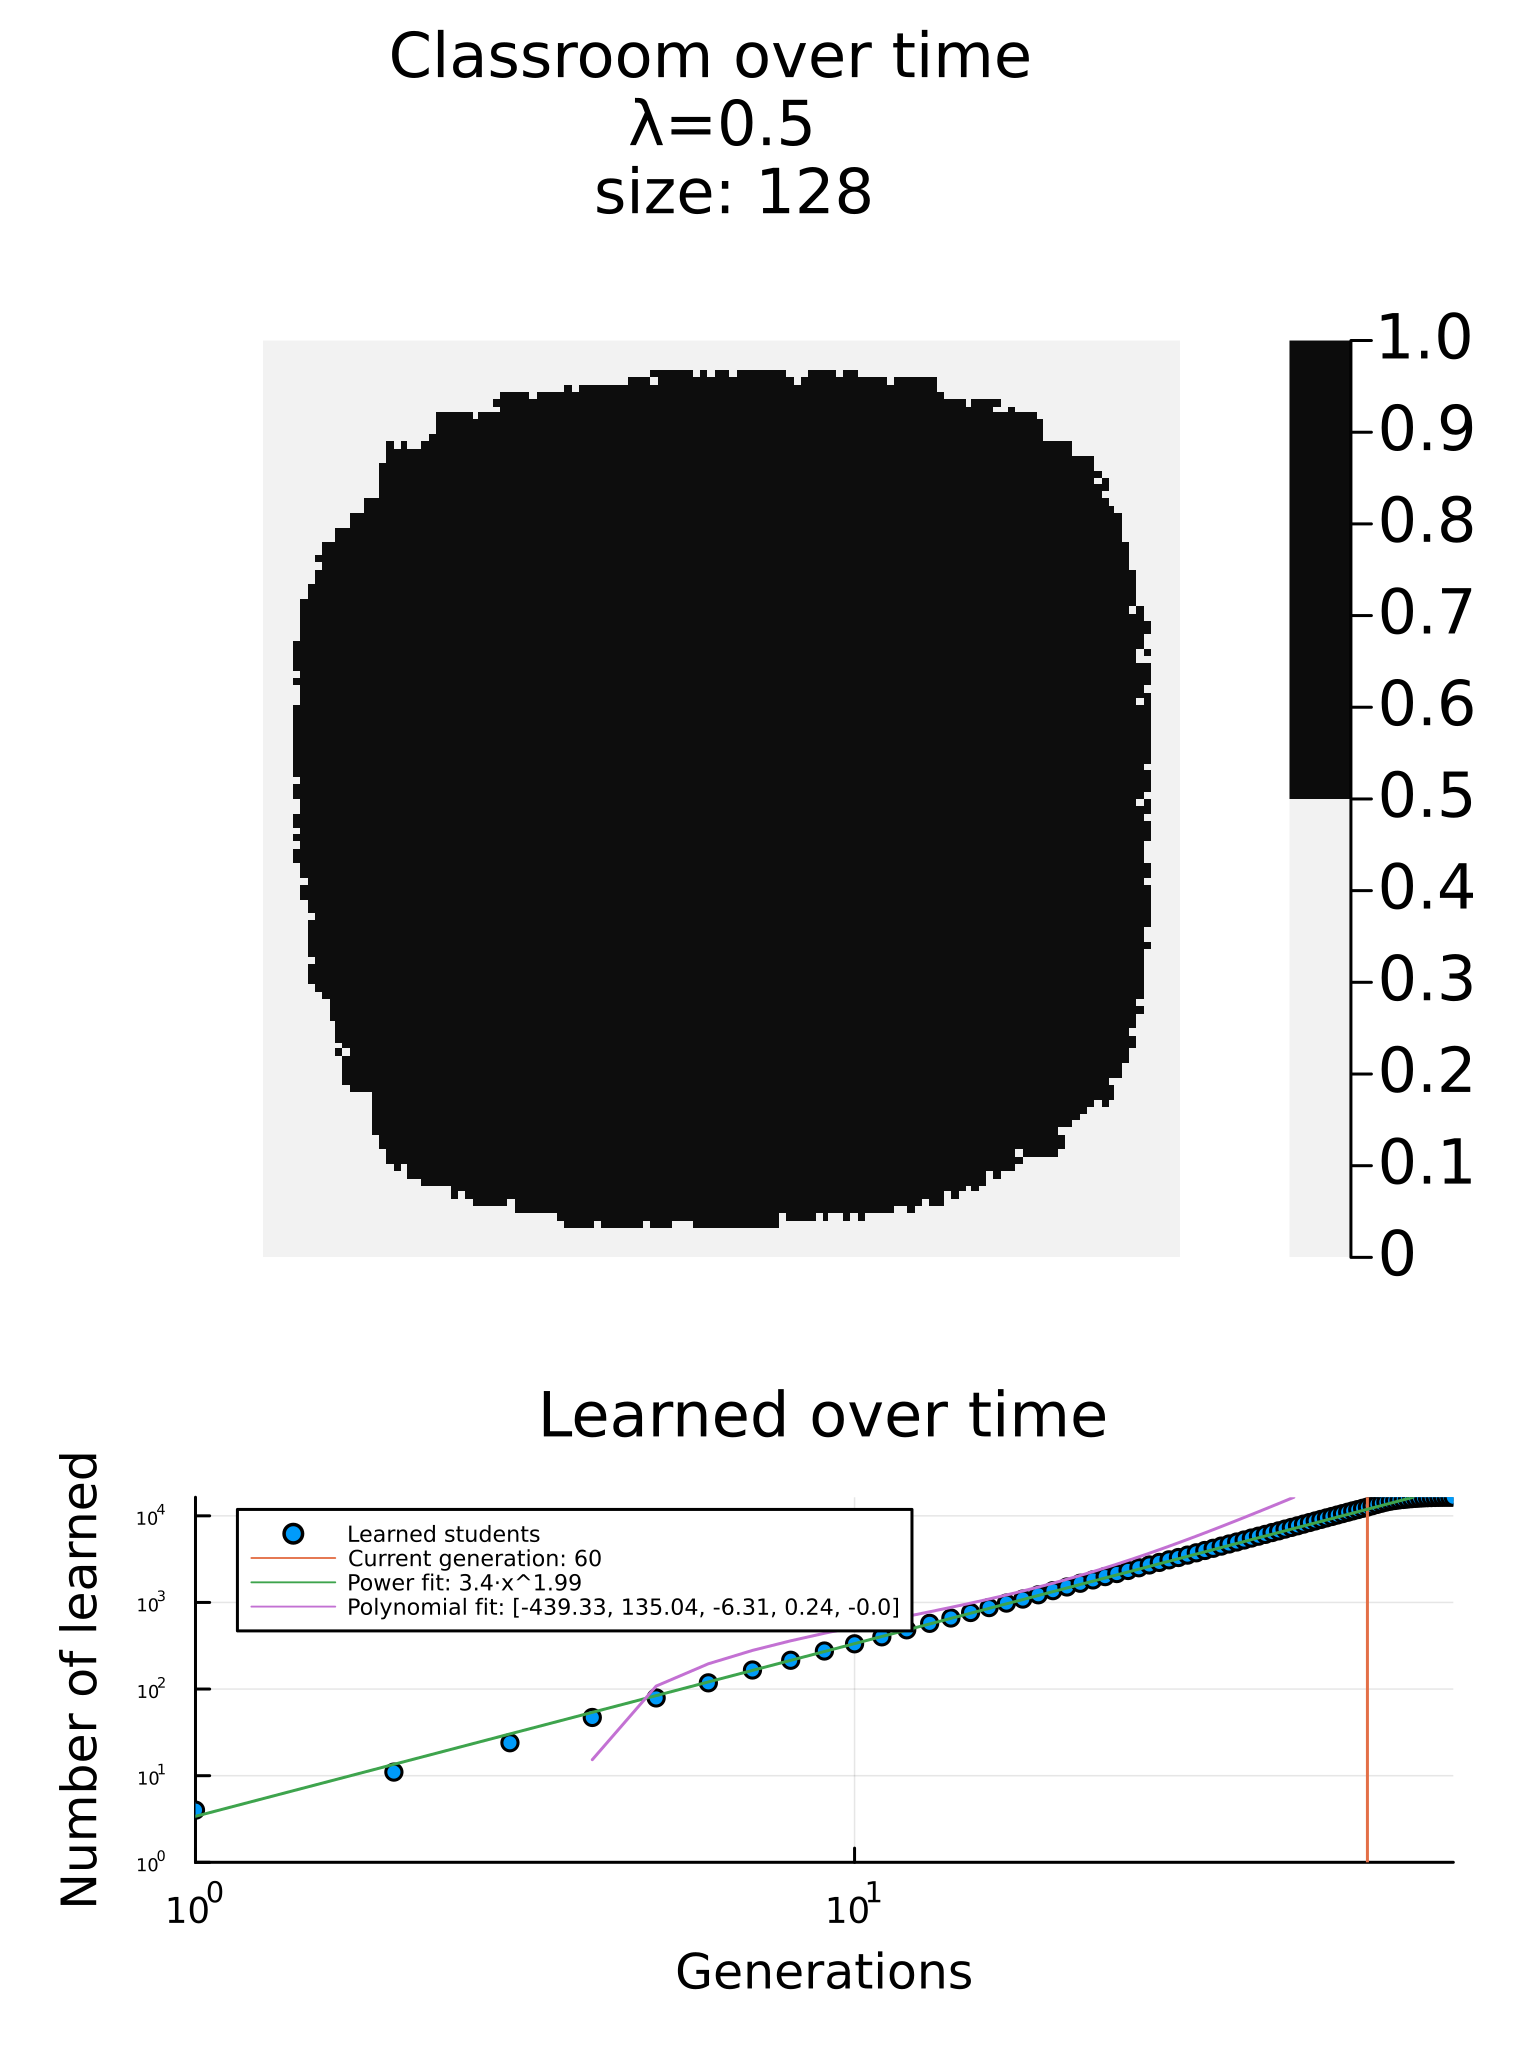 Classroom over time
λ=0.5
size: 128
1.0
0.9
0.8
0.7
0.6
0.5
0.4
0.3
0.2
0.1
0
Learned over time
Number of learned
10^4
10^3
10^2
10^1
10^0
Learned students
Current generation: 60
Power fit: 3.4·x^1.99
Polynomial fit: [-439.33, 135.04, -6.31, 0.24, -0.0]
10^0
10^1
Generations